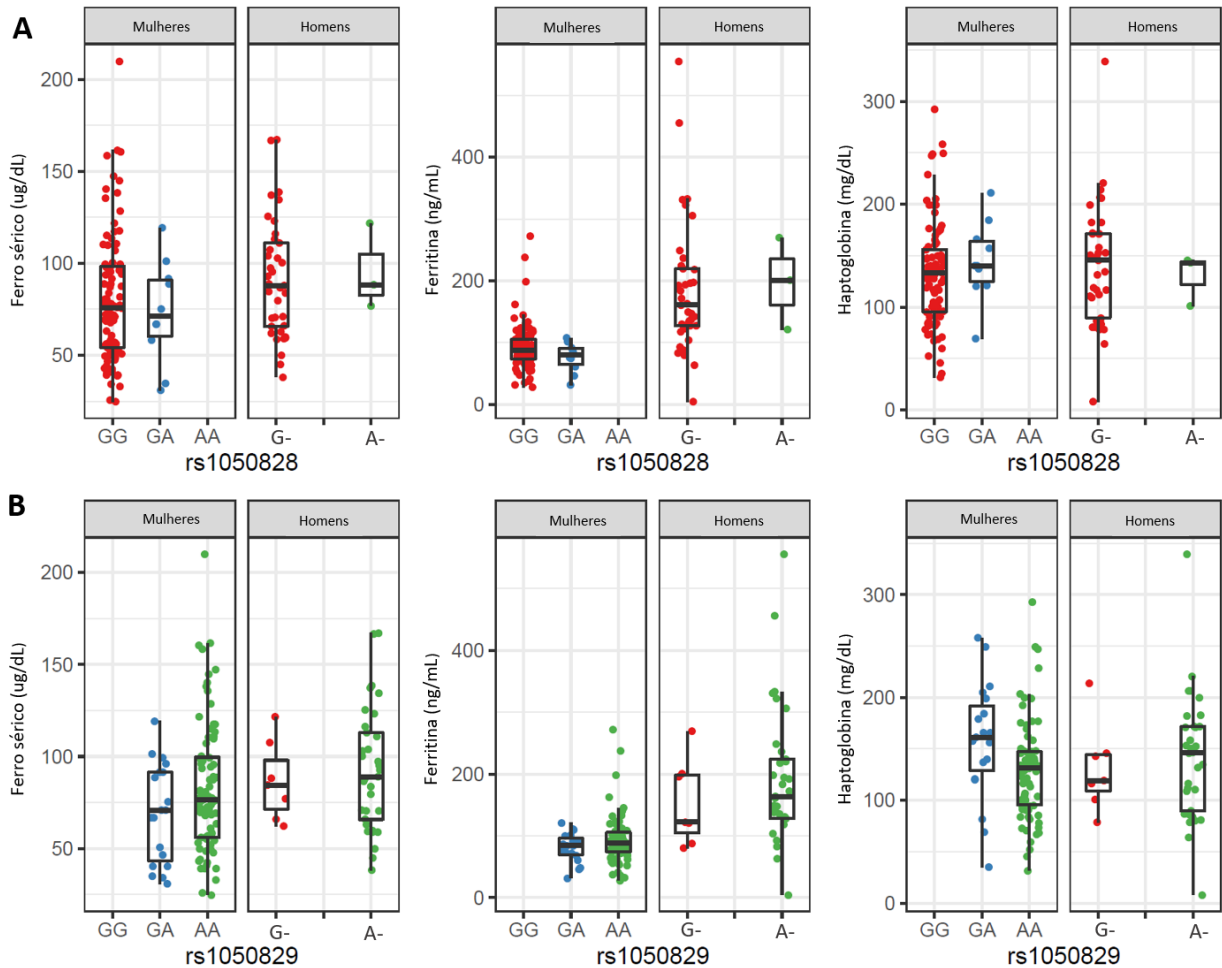 A
Mulheres
Homens
Ferro sérico (ug/dL)
200
150
100
50
GG
GA
AA
G-
A-
rs1050828
Mulheres
Homens
Ferritina (ng/mL)
400
200
0
GG
GA
AA
G-
A-
rs1050828
Mulheres
Homens
Haptoglobina (mg/dL)
300
200
100
0
GG
GA
AA
G-
A-
rs1050828
B
Mulheres
Homens
Ferro sérico (ug/dL)
200
150
100
50
GG
GA
AA
G-
A-
rs1050829
Mulheres
Homens
Ferritina (ng/mL)
400
200
0
GG
GA
AA
G-
A-
rs1050829
Mulheres
Homens
Haptoglobina (mg/dL)
300
200
100
0
GG
GA
AA
G-
A-
rs1050829